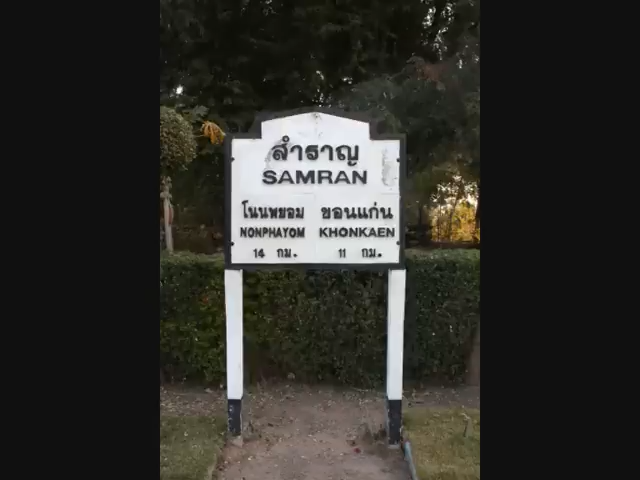 สำราญ
SAMRAN
โนนพยอม ขอนแก่น
NONPHAYOM KHONKAEN
14 กม. 11 กม.